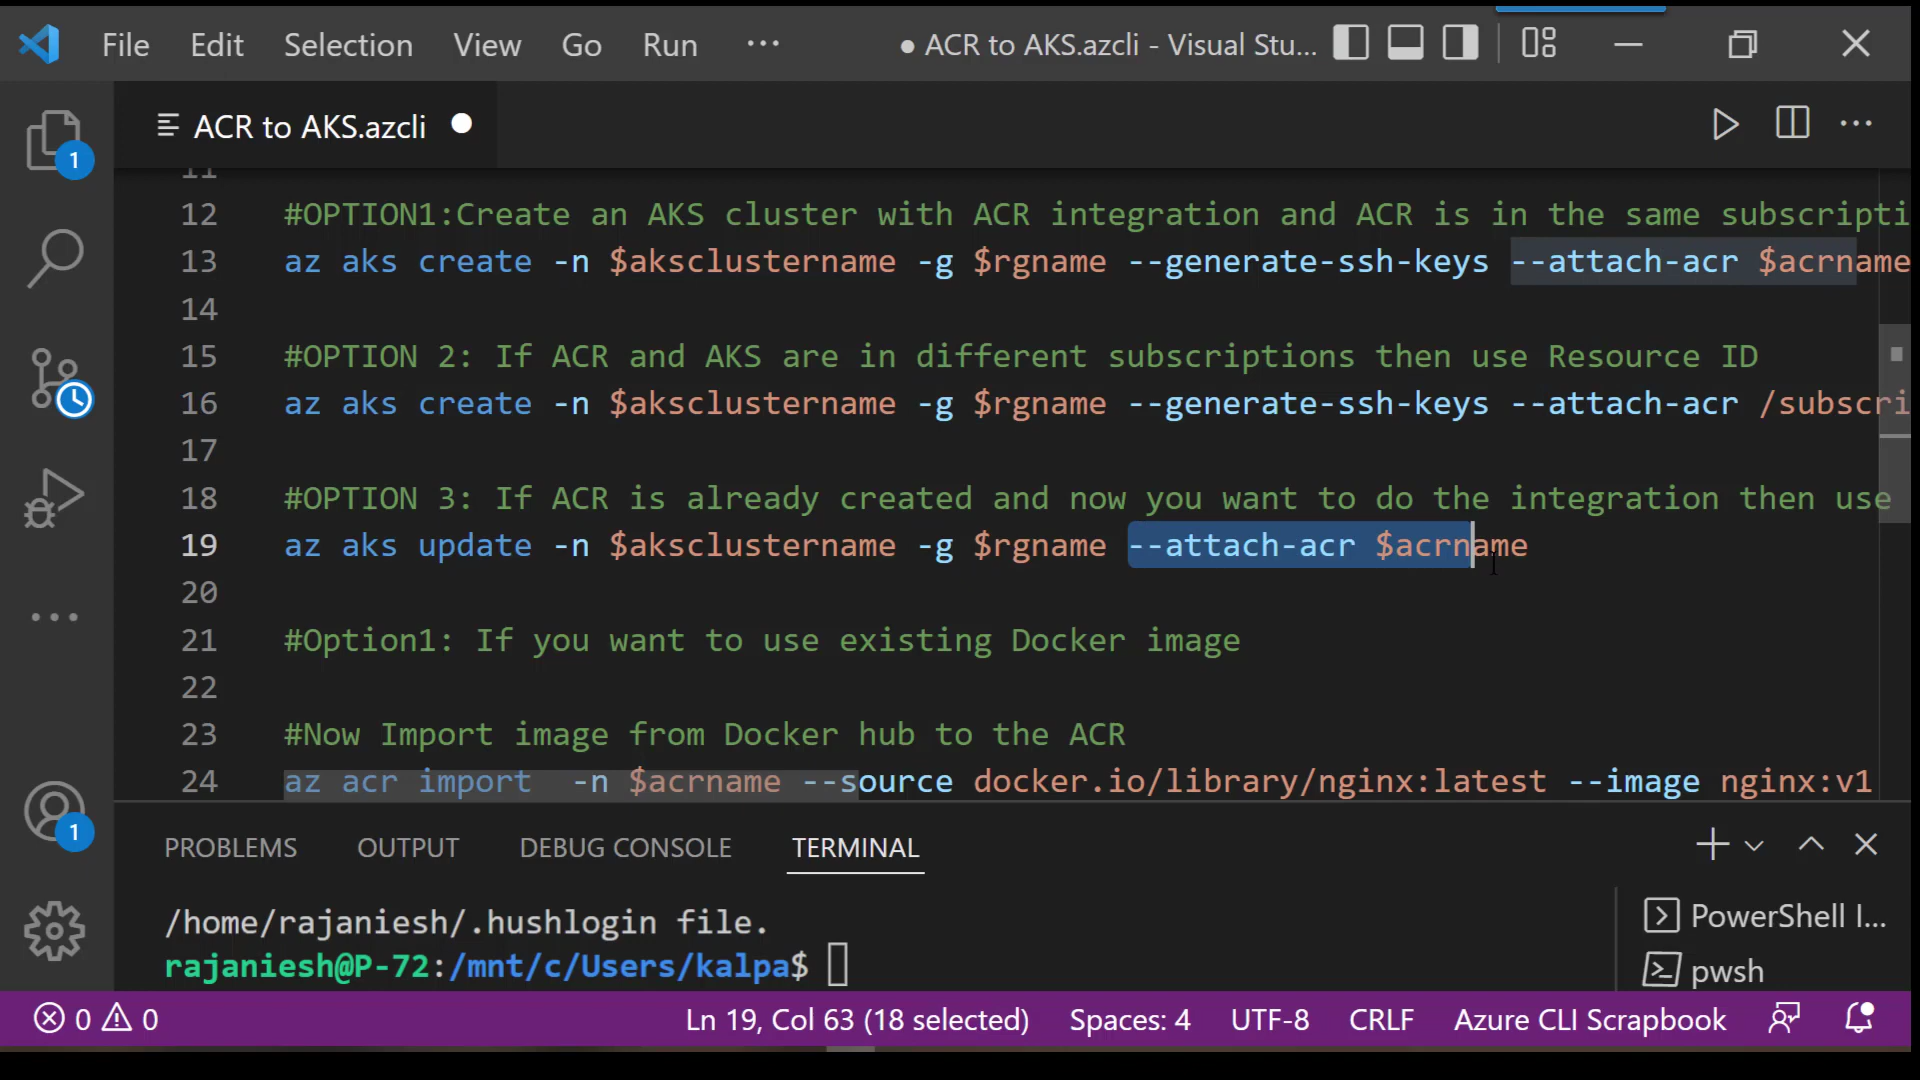 File Edit Selection View Go Run ··· ● ACR to AKS.azcli - Visual Stu...
ACR to AKS.azcli ●
11
12 #OPTION1:Create an AKS cluster with ACR integration and ACR is in the same subscripti
13 az aks create -n $aksclustername -g $rgname --generate-ssh-keys --attach-acr $acrname
14
15 #OPTION 2: If ACR and AKS are in different subscriptions then use Resource ID
16 az aks create -n $aksclustername -g $rgname --generate-ssh-keys --attach-acr /subscri
17
18 #OPTION 3: If ACR is already created and now you want to do the integration then use
19 az aks update -n $aksclustername -g $rgname --attach-acr $acrname
20
21 #Option1: If you want to use existing Docker image
22
23 #Now Import image from Docker hub to the ACR
24 az acr import  -n $acrname --source docker.io/library/nginx:latest --image nginx:v1
1
1
PROBLEMS OUTPUT DEBUG CONSOLE TERMINAL
/home/rajaniesh/.hushlogin file.
rajaniesh@P-72:/mnt/c/Users/kalpa$
PowerShell I...
pwsh
0 0 Ln 19, Col 63 (18 selected) Spaces: 4 UTF-8 CRLF Azure CLI Scrapbook